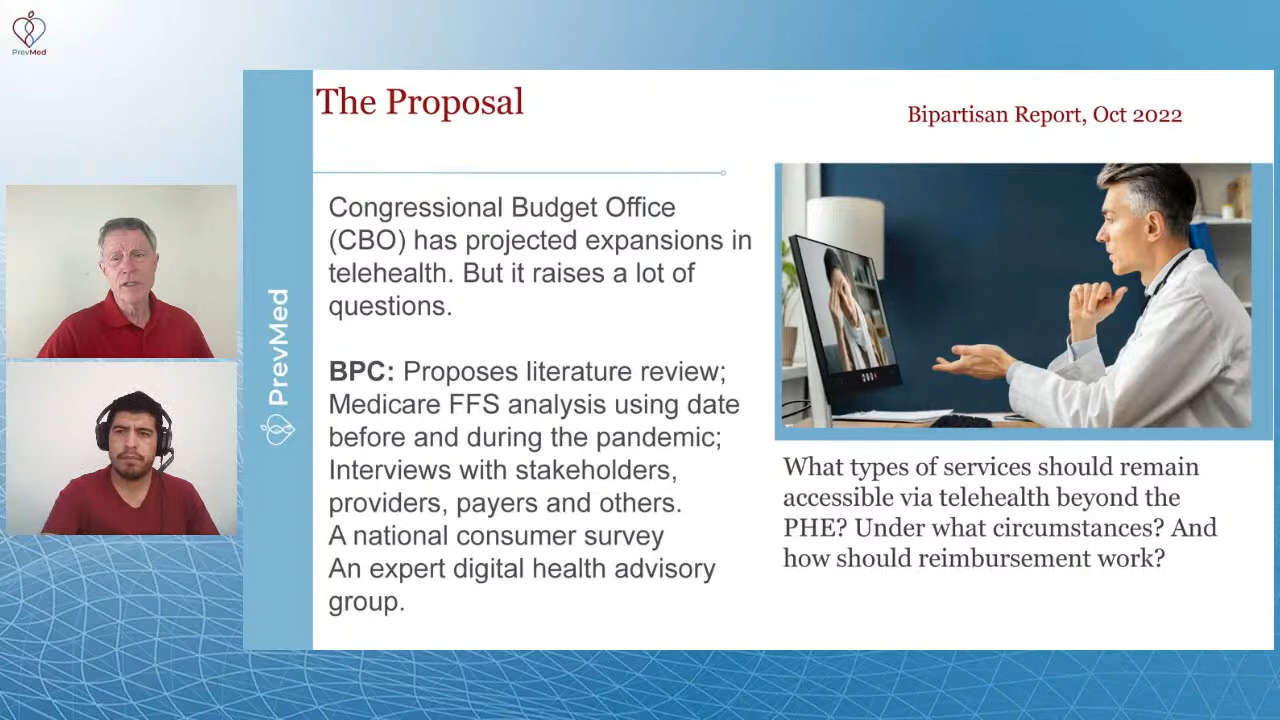 PrevMed
The Proposal
Bipartisan Report, Oct 2022
PrevMed
Congressional Budget Office
(CBO) has projected expansions in
telehealth. But it raises a lot of
questions.
BPC: Proposes literature review;
Medicare FFS analysis using date
before and during the pandemic;
Interviews with stakeholders,
providers, payers and others.
A national consumer survey
An expert digital health advisory
group.
What types of services should remain
accessible via telehealth beyond the
PHE? Under what circumstances? And
how should reimbursement work?